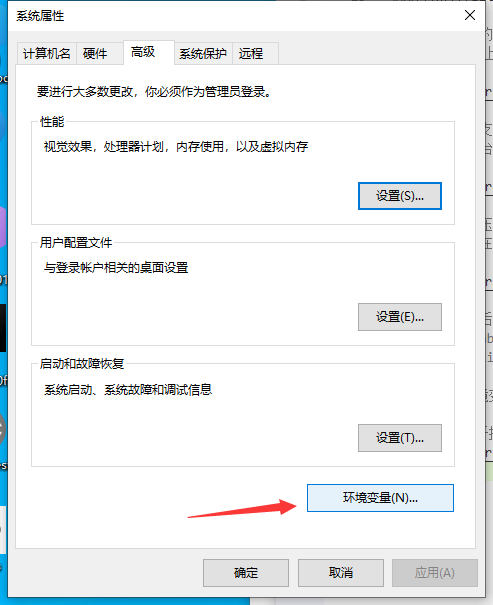 系统属性
计算机名 硬件 高级 系统保护 远程
要进行大多数更改，你必须作为管理员登录。
性能
视觉效果，处理器计划，内存使用，以及虚拟内存
设置(S)...
用户配置文件
与登录帐户相关的桌面设置
设置(E)...
启动和故障恢复
系统启动、系统故障和调试信息
设置(T)...
环境变量(N)...
确定 取消 应用(A)